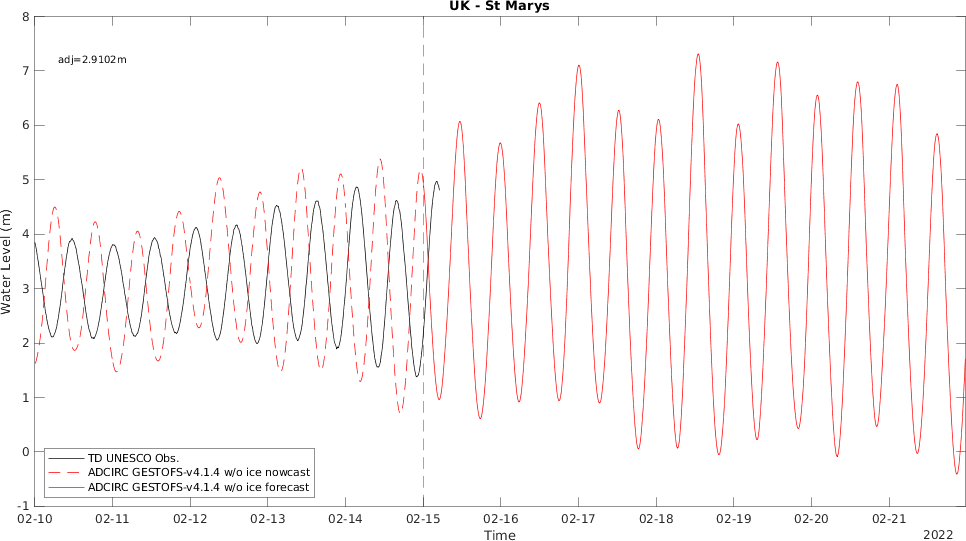 UK - St Marys
8
adj=2.9102m
7
6
5
4
3
2
1
0
-1
Water Level (m)
TD UNESCO Obs.
ADCIRC GESTOFS-v4.1.4 w/o ice nowcast
ADCIRC GESTOFS-v4.1.4 w/o ice forecast
02-10 02-11 02-12 02-13 02-14 02-15 02-16 02-17 02-18 02-19 02-20 02-21
Time
2022